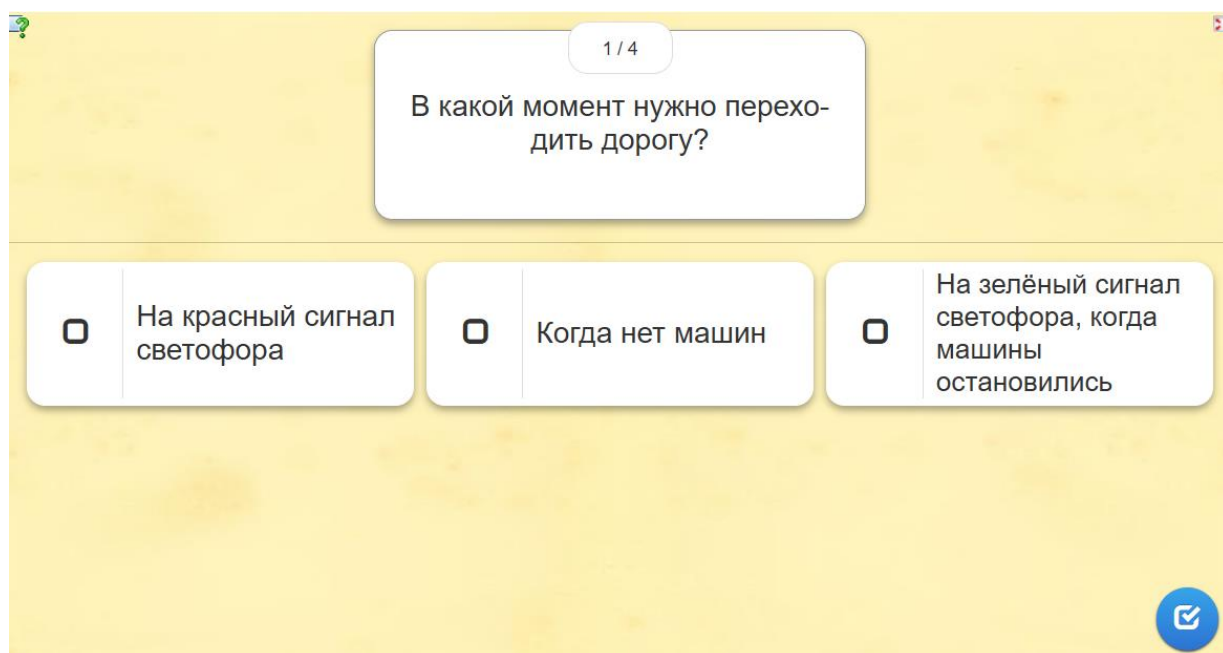 1 / 4
В какой момент нужно перехо-
дить дорогу?
На красный сигнал
светофора
Когда нет машин
На зелёный сигнал
светофора, когда
машины
остановились